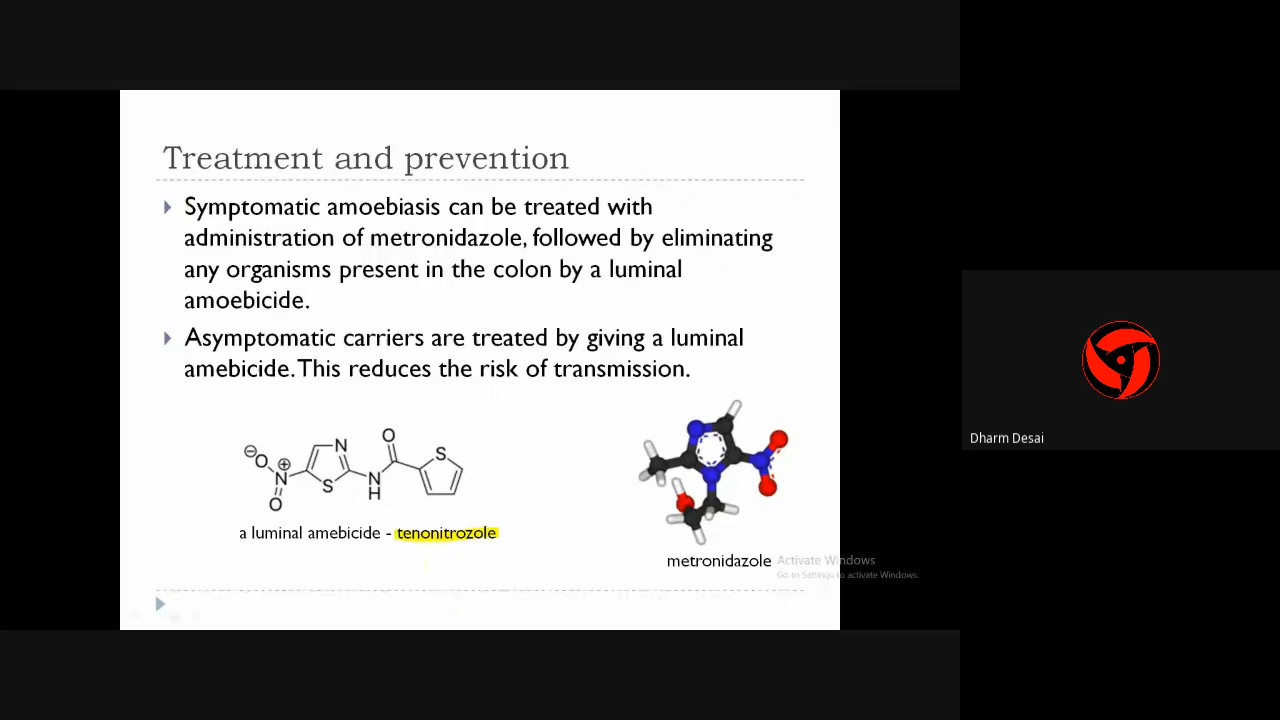 Treatment and prevention
Symptomatic amoebiasis can be treated with
administration of metronidazole, followed by eliminating
any organisms present in the colon by a luminal
amoebicide.
Asymptomatic carriers are treated by giving a luminal
amebicide. This reduces the risk of transmission.
N O S
⊖O ⊕N S N H
O
a luminal amebicide - tenonitrozole
metronidazole
Activate Windows
Go to Settings to activate Windows.
Dharm Desai